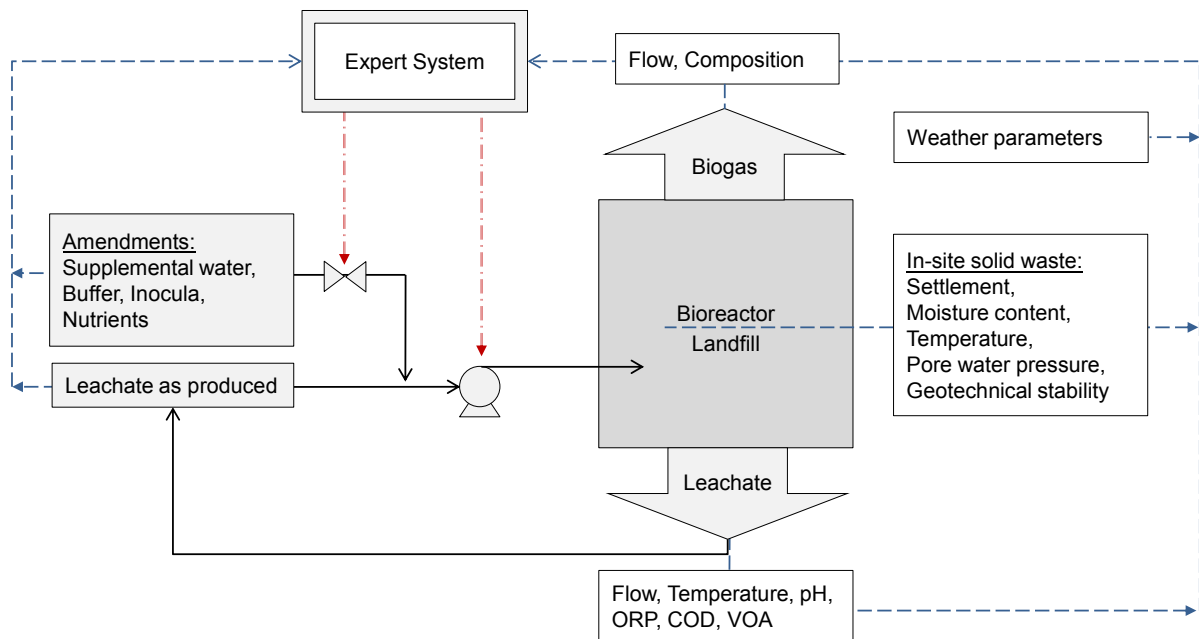 Expert System
Flow, Composition
Weather parameters
Biogas
Amendments:
Supplemental water,
Buffer, Inocula,
Nutrients
In-site solid waste:
Settlement,
Moisture content,
Temperature,
Pore water pressure,
Geotechnical stability
Bioreactor
Landfill
Leachate as produced
Leachate
Flow, Temperature, pH,
ORP, COD, VOA